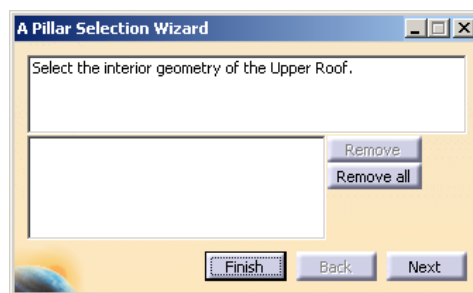 A Pillar Selection Wizard
Select the interior geometry of the Upper Roof.
Remove
Remove all
Finish
Back
Next